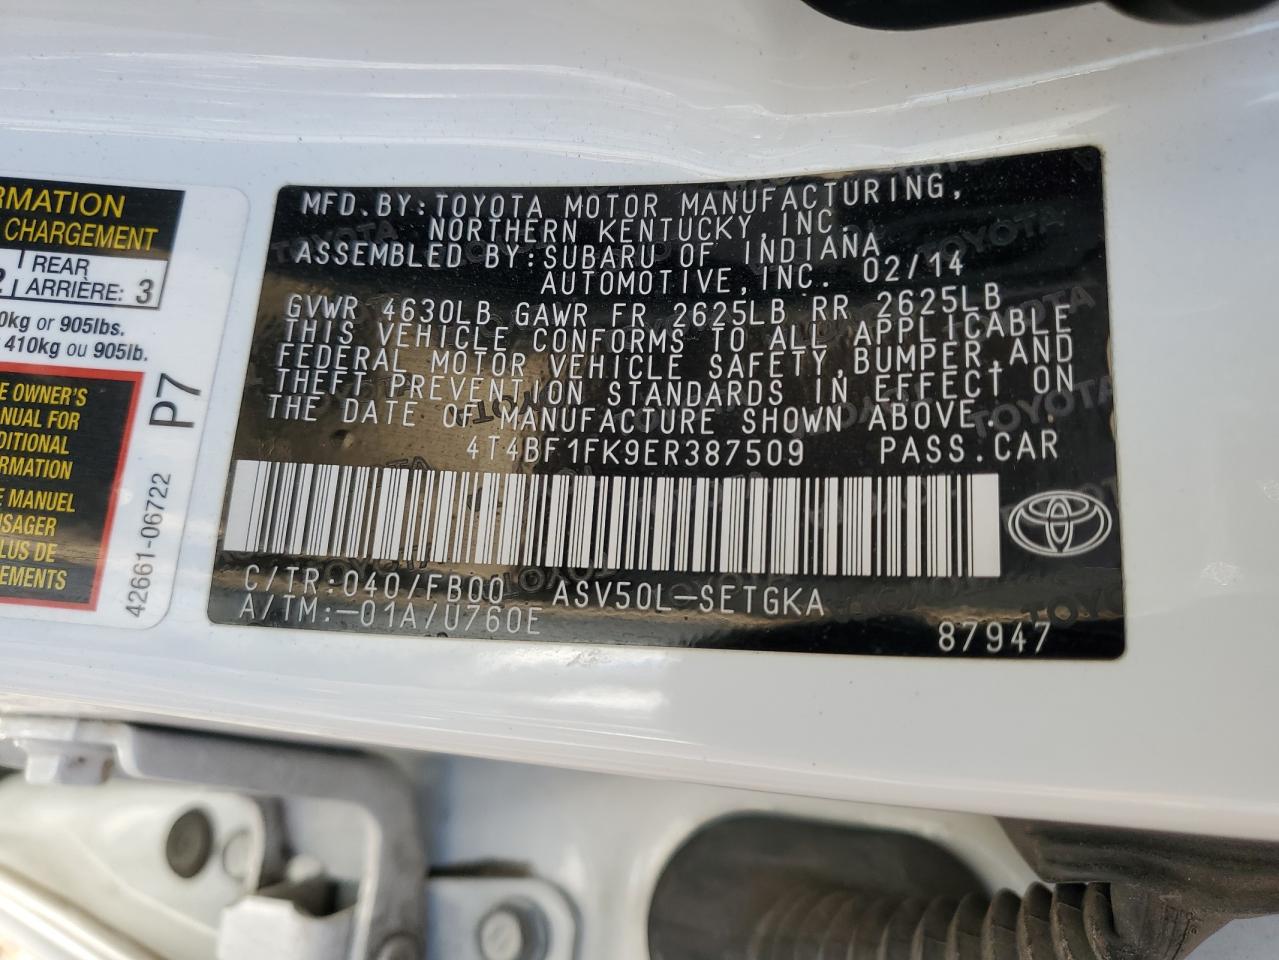 RMATION
CHARGEMENT
2 REAR ARRIÈRE: 3
0kg or 905lbs.
410kg ou 905lb.
E OWNER'S
ANUAL FOR
DDITIONAL
RMATION
E MANUEL
USAGER
LUS DE
EMENTS
P7
42661-06722
MFD.BY:TOYOTA MOTOR MANUFACTURING,
NORTHERN KENTUCKY,INC.
ASSEMBLED BY:SUBARU OF INDIANA
AUTOMOTIVE,INC. 02/14
GVWR 4630LB GAWR FR 2625LB RR 2625LB
THIS VEHICLE CONFORMS TO ALL APPLICABLE
FEDERAL MOTOR VEHICLE SAFETY,BUMPER,AND
THEFT PREVENTION STANDARDS IN EFFECT ON
THE DATE OF MANUFACTURE SHOWN ABOVE.
4T4BF1FK9ER387509 PASS.CAR
C/TR:040/FB00 ASV50L-SETGKA
A/TM:-01A/U760E
87947